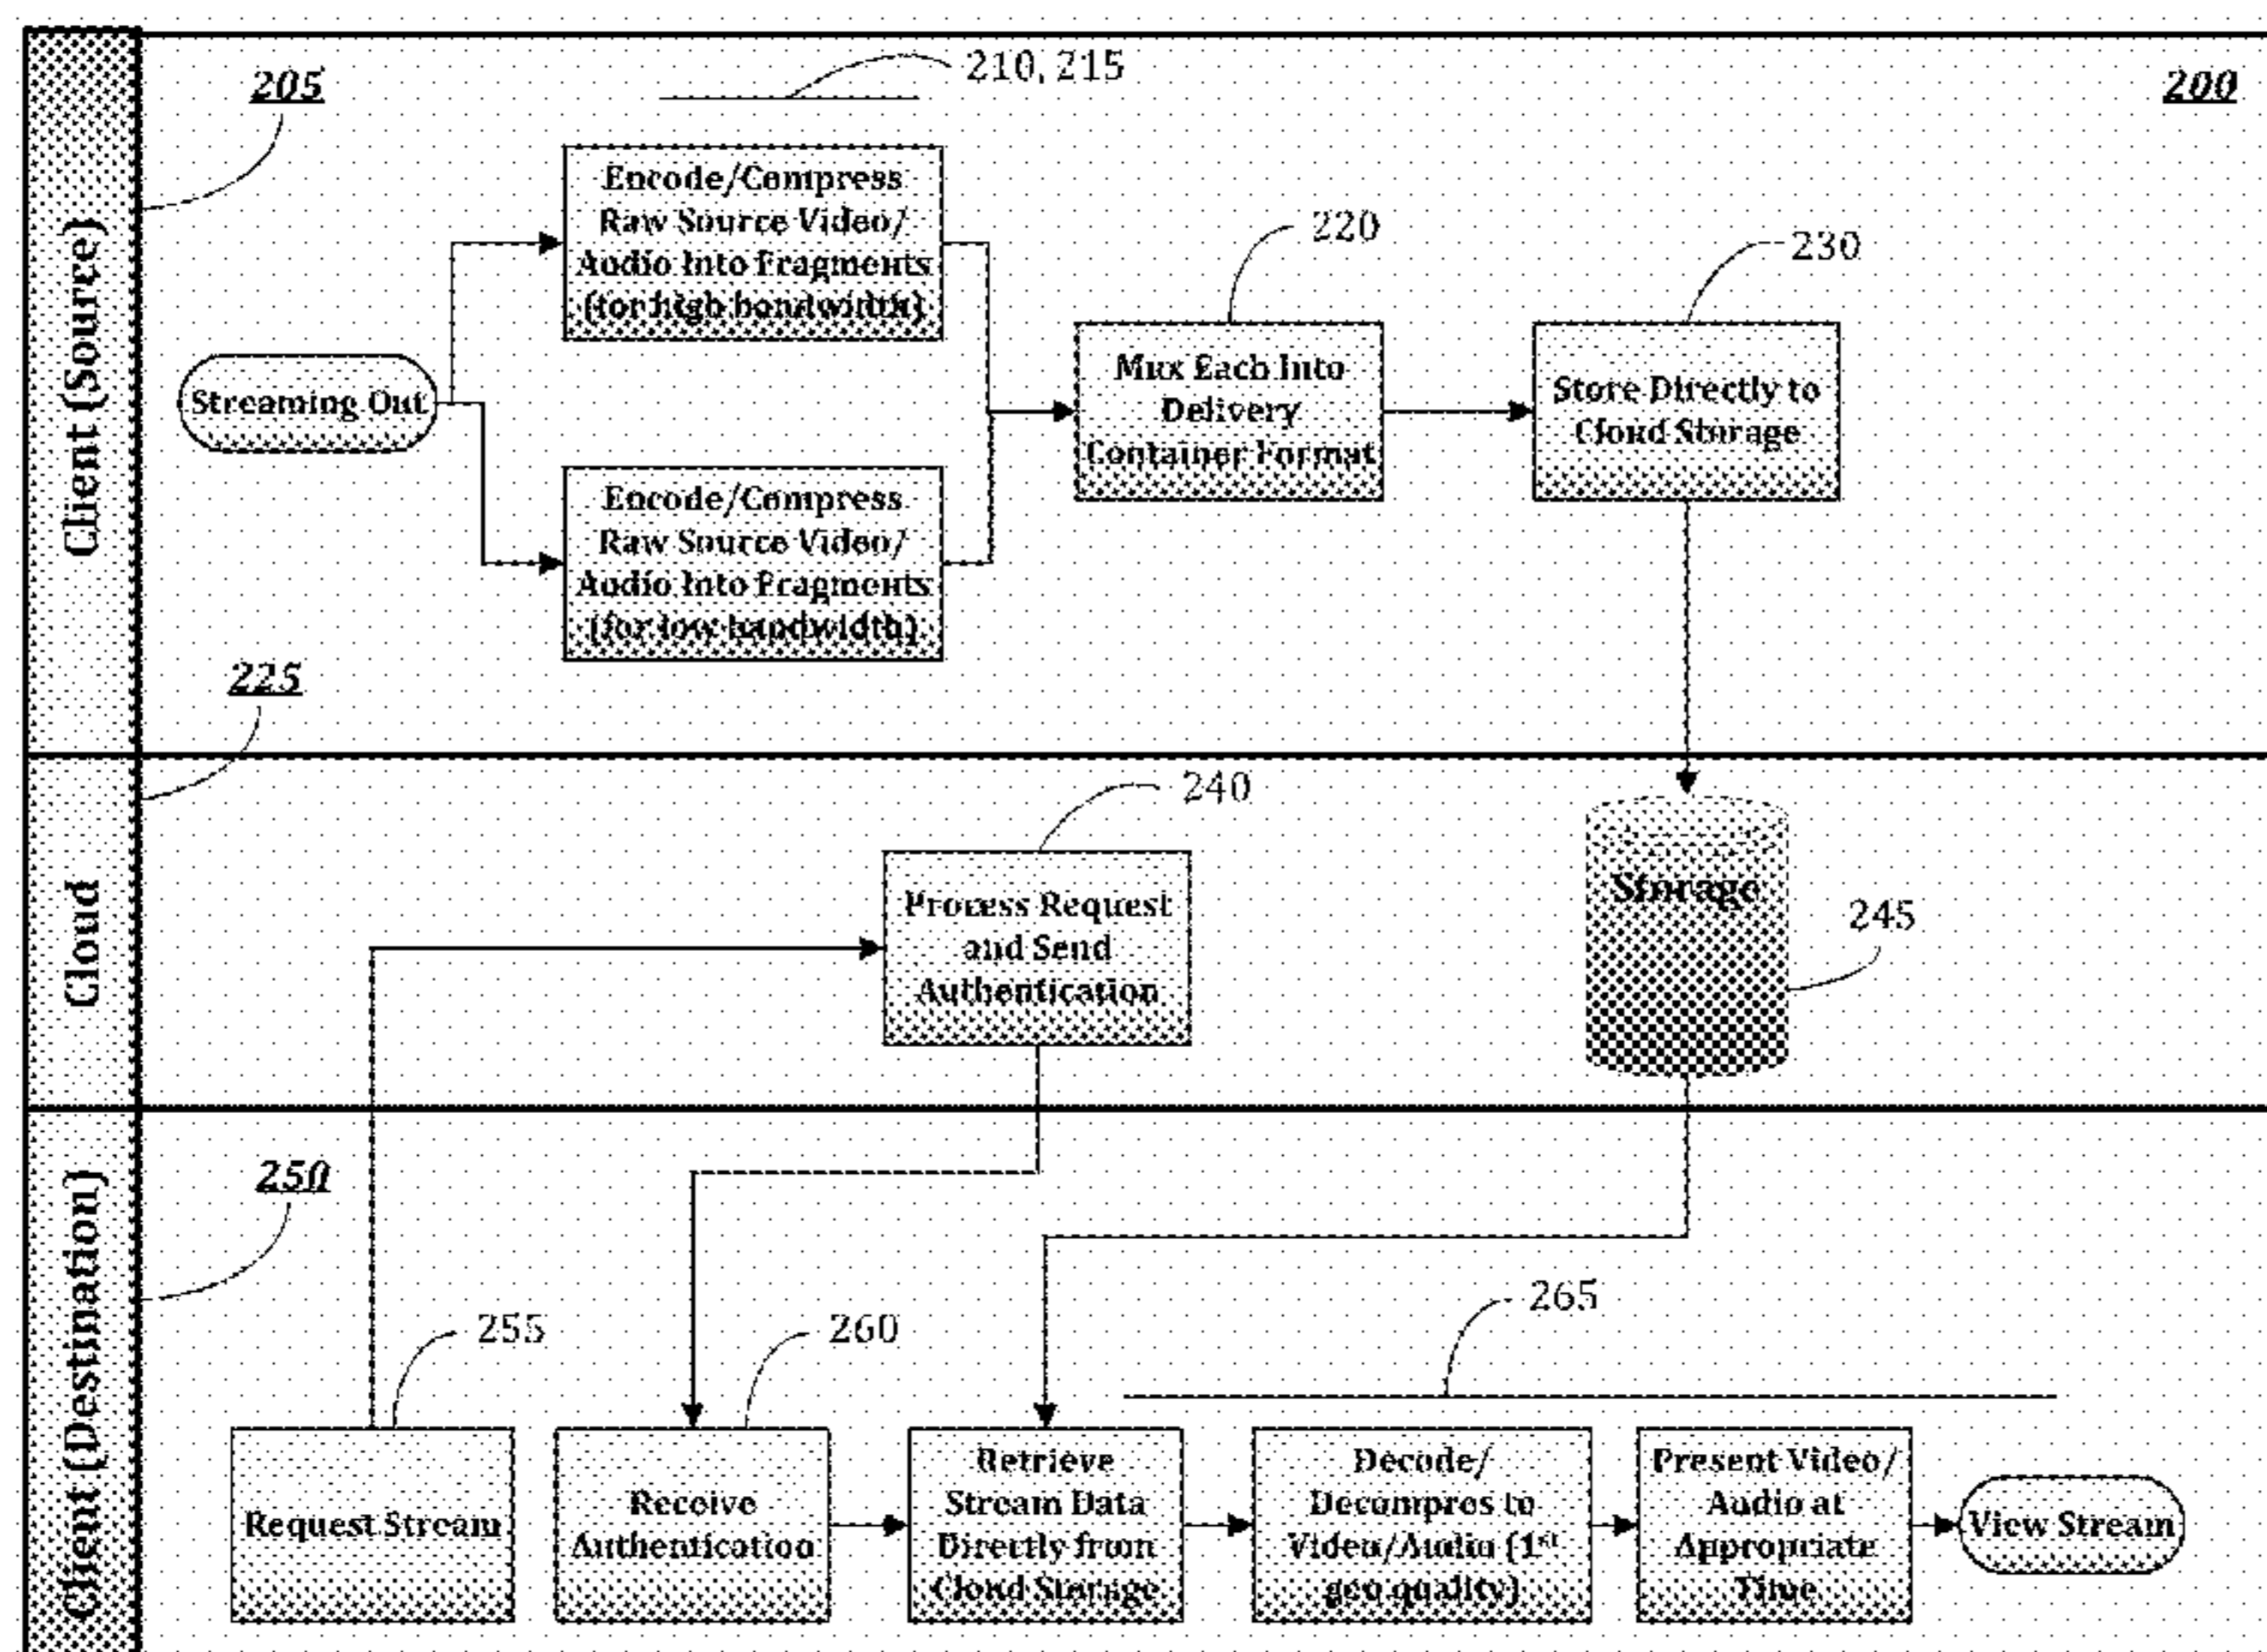 200
Client (Source)
205
210, 215
Streaming Out
Encode/Compress
Raw Source Video/
Audio Into Fragments
(for high bandwidth)
Encode/Compress
Raw Source Video/
Audio Into Fragments
(for low bandwidth)
220
Mux Each Into
Delivery
Container Format
230
Store Directly to
Cloud Storage
Cloud
225
240
Process Request
and Send
Authentication
Storage
245
Client (Destination)
250
255
Request Stream
260
Receive
Authentication
Retrieve
Stream Data
Directly from
Cloud Storage
265
Decode/
Decompres to
Video/Audio (1st
gen quality)
Present Video/
Audio at
Appropriate
Time
View Stream